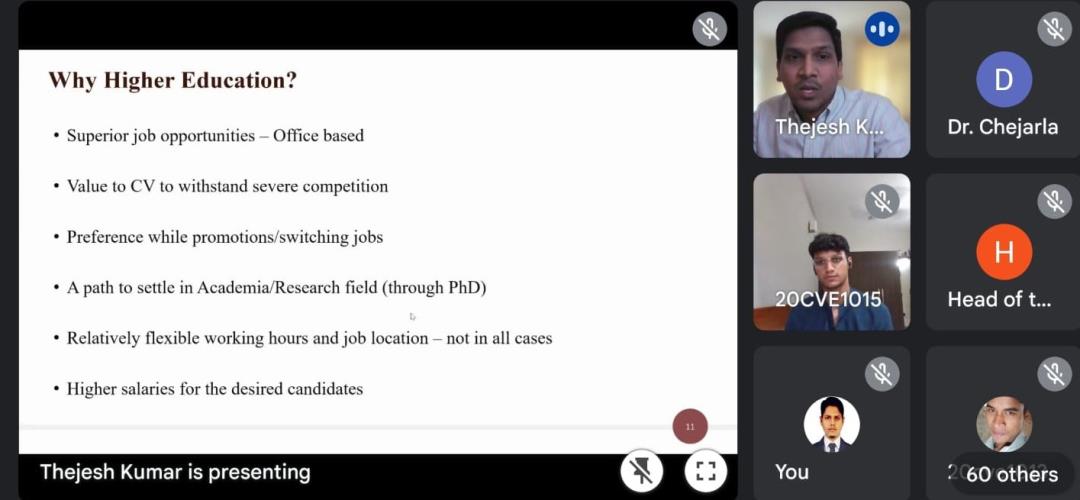 Why Higher Education?
• Superior job opportunities – Office based
• Value to CV to withstand severe competition
• Preference while promotions/switching jobs
• A path to settle in Academia/Research field (through PhD)
• Relatively flexible working hours and job location – not in all cases
• Higher salaries for the desired candidates
11
Thejesh Kumar is presenting
Thejesh K...
D
Dr. Chejarla
20CVE1015
H
Head of t...
You
60 others